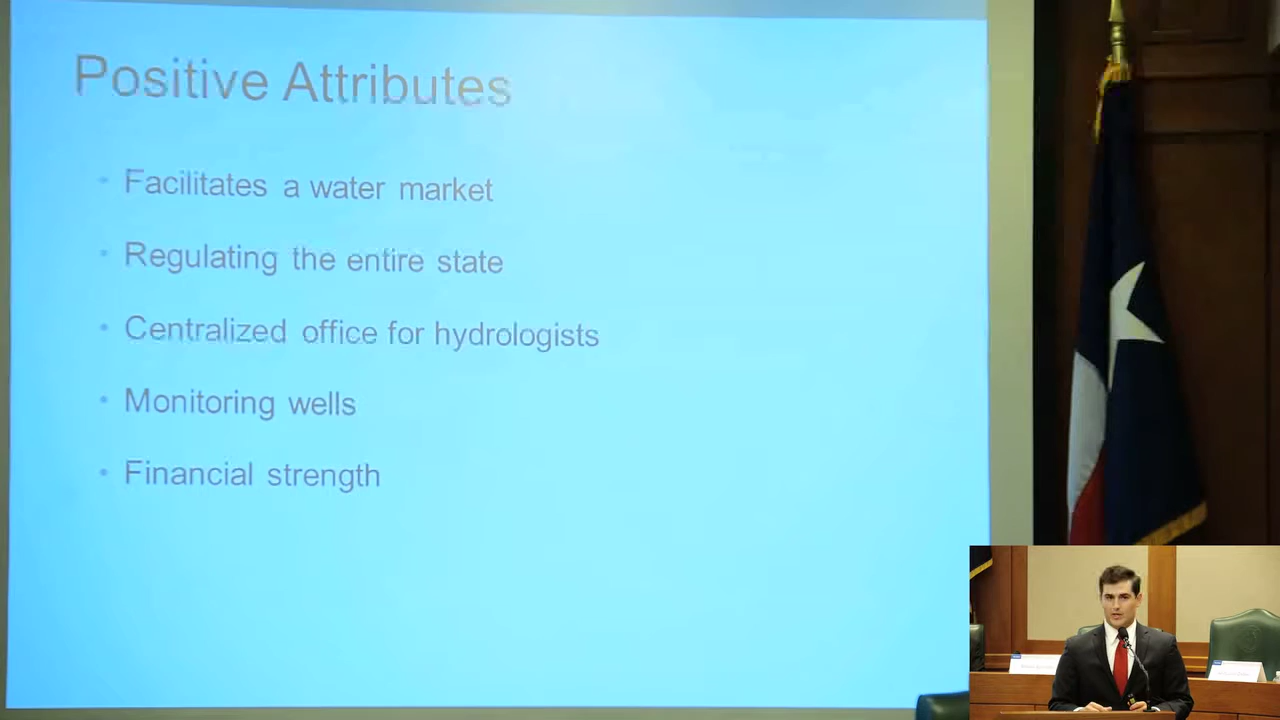 Positive Attributes
• Facilitates a water market
• Regulating the entire state
• Centralized office for hydrologists
• Monitoring wells
• Financial strength